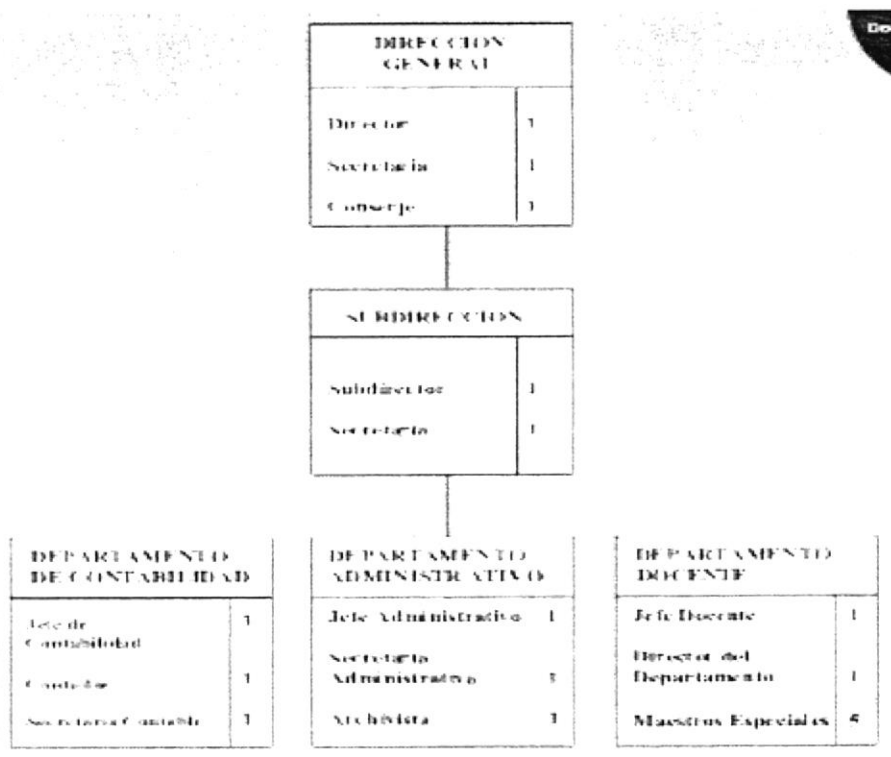 Do
DIRECCION
GENERAL
Director 1
Secretaria 1
Conserje 1
SUBDIRECCION
Subdirector 1
Secretaria 1
DEPARTAMENTO
DE CONTABILIDAD
Jefe de 1
Contabilidad
Contador 1
Secretaria Contable 1
DEPARTAMENTO
ADMINISTRATIVO
Jefe Administrativo 1
Secretaria
Administrativa
Archivista
DEPARTAMENTO
DOCENTE
Jefe Docente 1
Director del
Departamento 1
Maestros Especiales